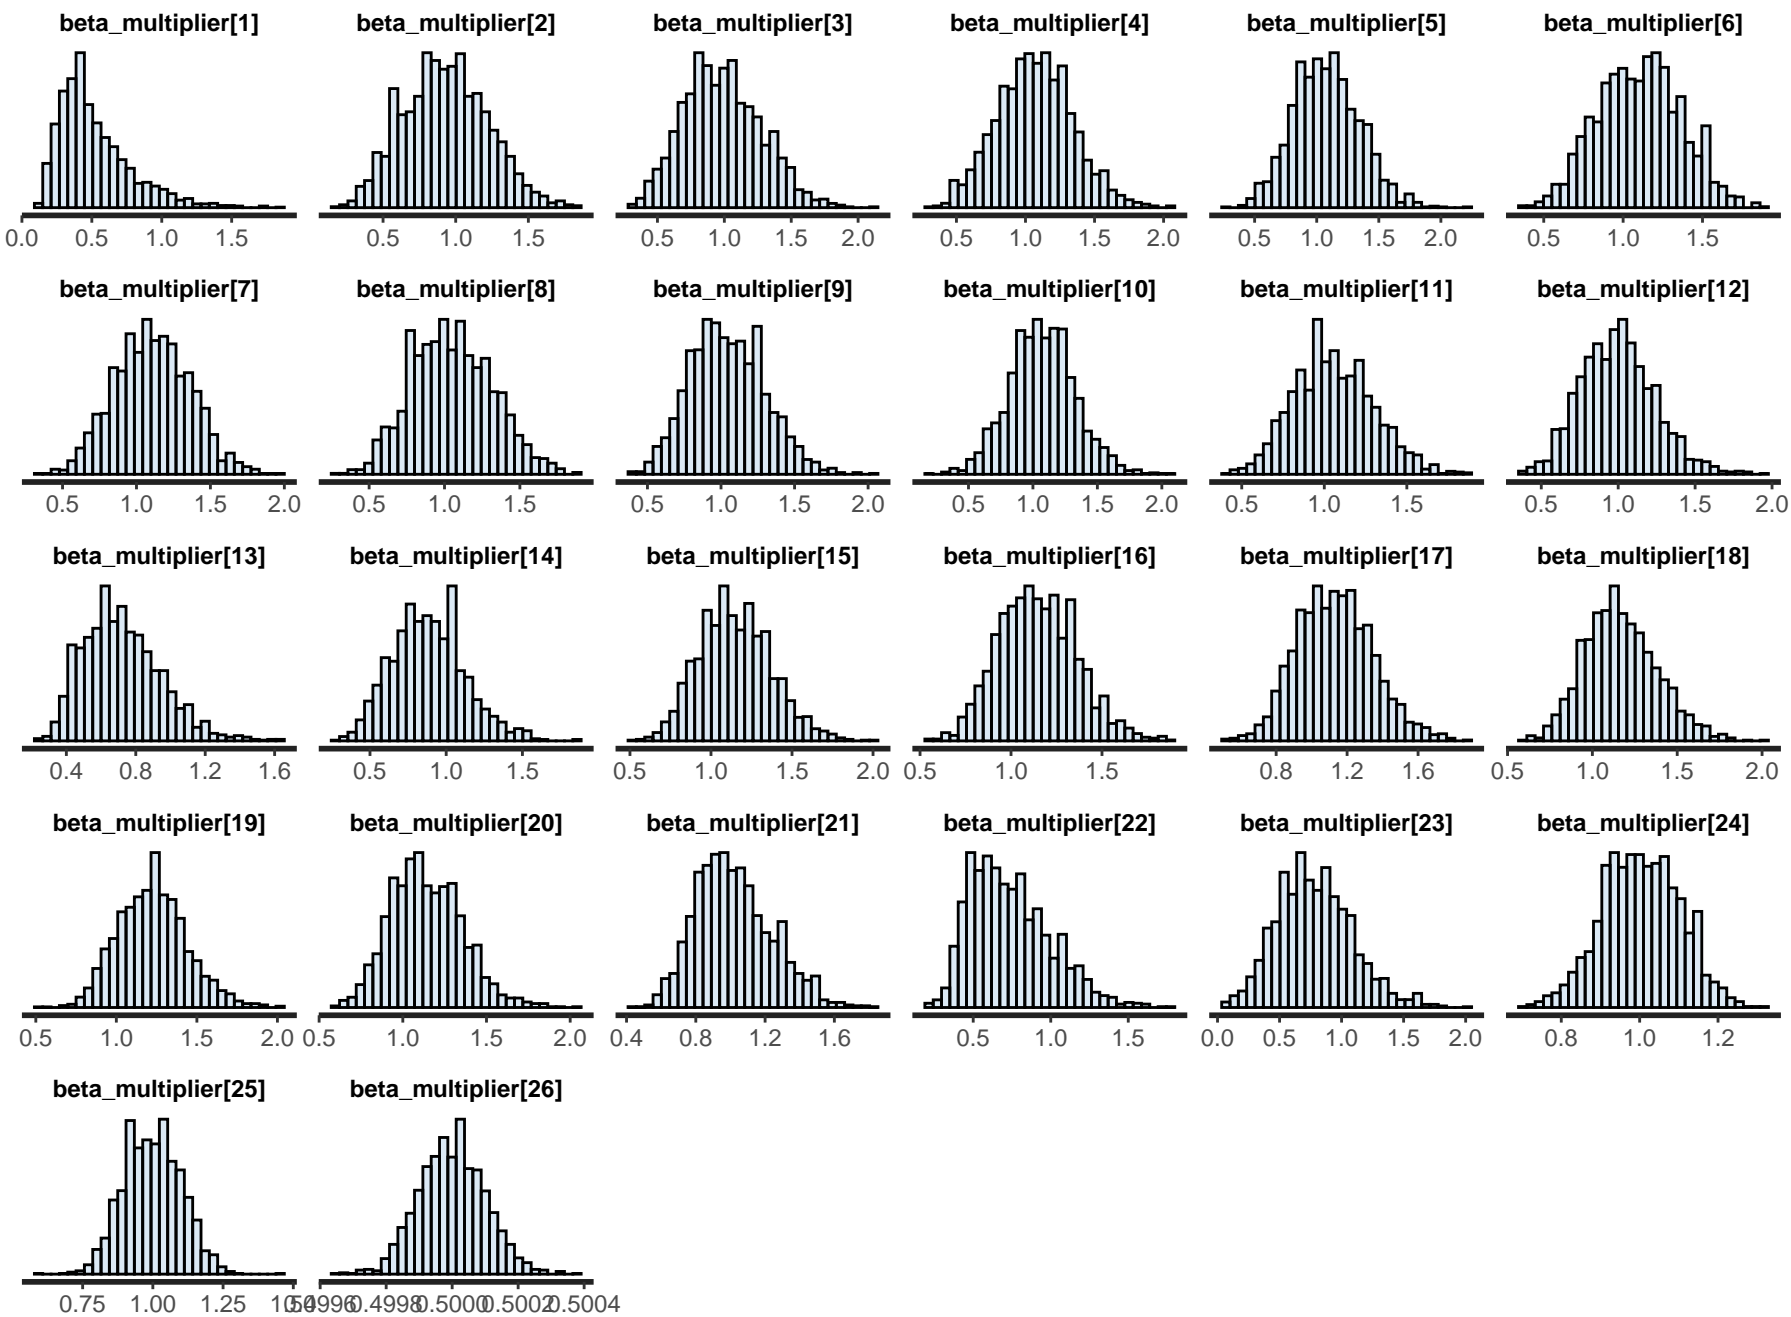 beta_multiplier[1] beta_multiplier[2] beta_multiplier[3] beta_multiplier[4] beta_multiplier[5] beta_multiplier[6]
0.0 0.5 1.0 1.5 0.5 1.0 1.5 0.5 1.0 1.5 2.0 0.5 1.0 1.5 2.0 0.5 1.0 1.5 2.0 0.5 1.0 1.5
beta_multiplier[7] beta_multiplier[8] beta_multiplier[9] beta_multiplier[10] beta_multiplier[11] beta_multiplier[12]
0.5 1.0 1.5 2.0 0.5 1.0 1.5 0.5 1.0 1.5 2.0 0.5 1.0 1.5 2.0 0.5 1.0 1.5 0.5 1.0 1.5 2.0
beta_multiplier[13] beta_multiplier[14] beta_multiplier[15] beta_multiplier[16] beta_multiplier[17] beta_multiplier[18]
0.4 0.8 1.2 1.6 0.5 1.0 1.5 0.5 1.0 1.5 2.0 0.5 1.0 1.5 0.8 1.2 1.6 0.5 1.0 1.5 2.0
beta_multiplier[19] beta_multiplier[20] beta_multiplier[21] beta_multiplier[22] beta_multiplier[23] beta_multiplier[24]
0.5 1.0 1.5 2.0 0.5 1.0 1.5 2.0 0.4 0.8 1.2 1.6 0.5 1.0 1.5 0.0 0.5 1.0 1.5 2.0 0.8 1.0 1.2
beta_multiplier[25] beta_multiplier[26]
0.75 1.00 1.25 1.50 0.4996 0.4998 0.5000 0.5002 0.5004